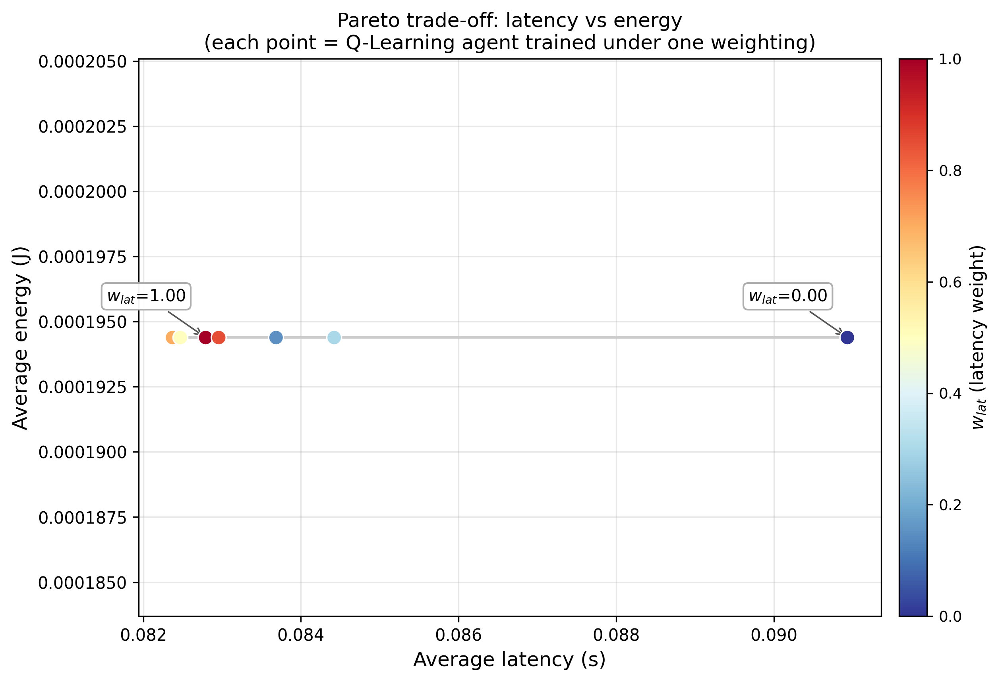 Pareto trade-off: latency vs energy
(each point = Q-Learning agent trained under one weighting)
Average energy (J)
0.0002050
0.0002025
0.0002000
0.0001975
0.0001950
0.0001925
0.0001900
0.0001875
0.0001850
w_lat=1.00
w_lat=0.00
0.082
0.084
0.086
0.088
0.090
Average latency (s)
1.0
0.8
0.6
0.4
0.2
0.0
w_lat (latency weight)